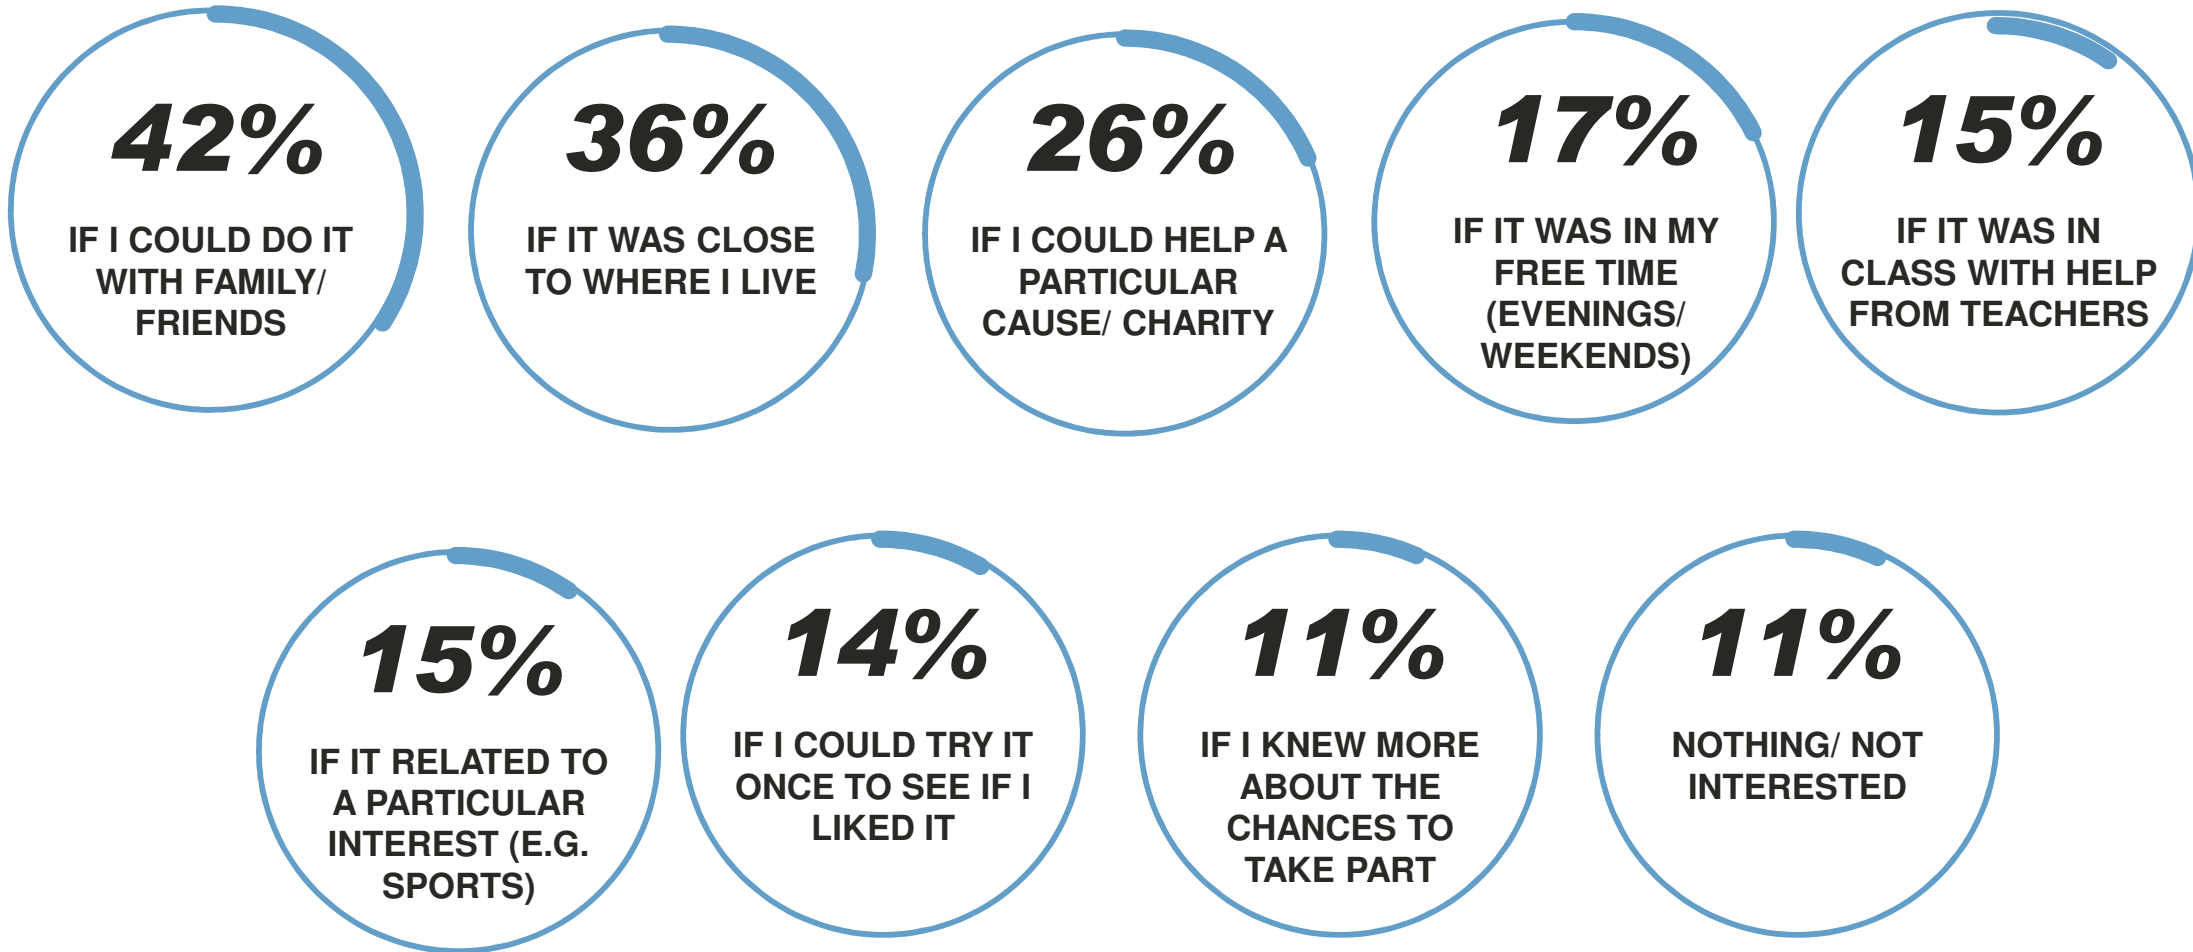 42%
IF I COULD DO IT
WITH FAMILY/
FRIENDS
36%
IF IT WAS CLOSE
TO WHERE I LIVE
26%
IF I COULD HELP A
PARTICULAR
CAUSE/ CHARITY
17%
IF IT WAS IN MY
FREE TIME
(EVENINGS/
WEEKENDS)
15%
IF IT WAS IN
CLASS WITH HELP
FROM TEACHERS
15%
IF IT RELATED TO
A PARTICULAR
INTEREST (E.G.
SPORTS)
14%
IF I COULD TRY IT
ONCE TO SEE IF I
LIKED IT
11%
IF I KNEW MORE
ABOUT THE
CHANCES TO
TAKE PART
11%
NOTHING/ NOT
INTERESTED